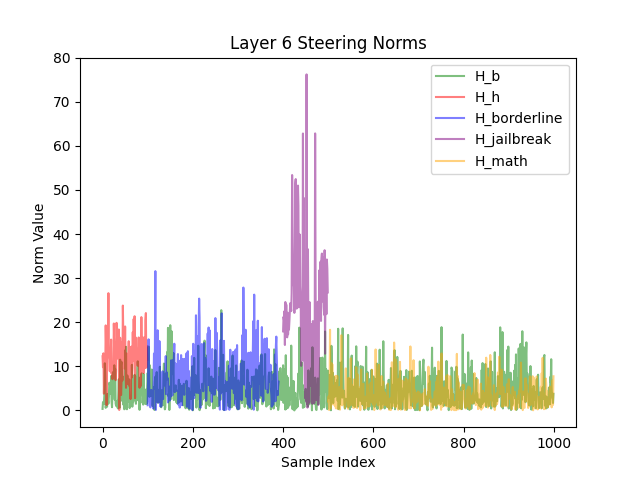 Layer 6 Steering Norms
Norm Value
80
70
60
50
40
30
20
10
0
H_b
H_h
H_borderline
H_jailbreak
H_math
0
200
400
600
800
1000
Sample Index